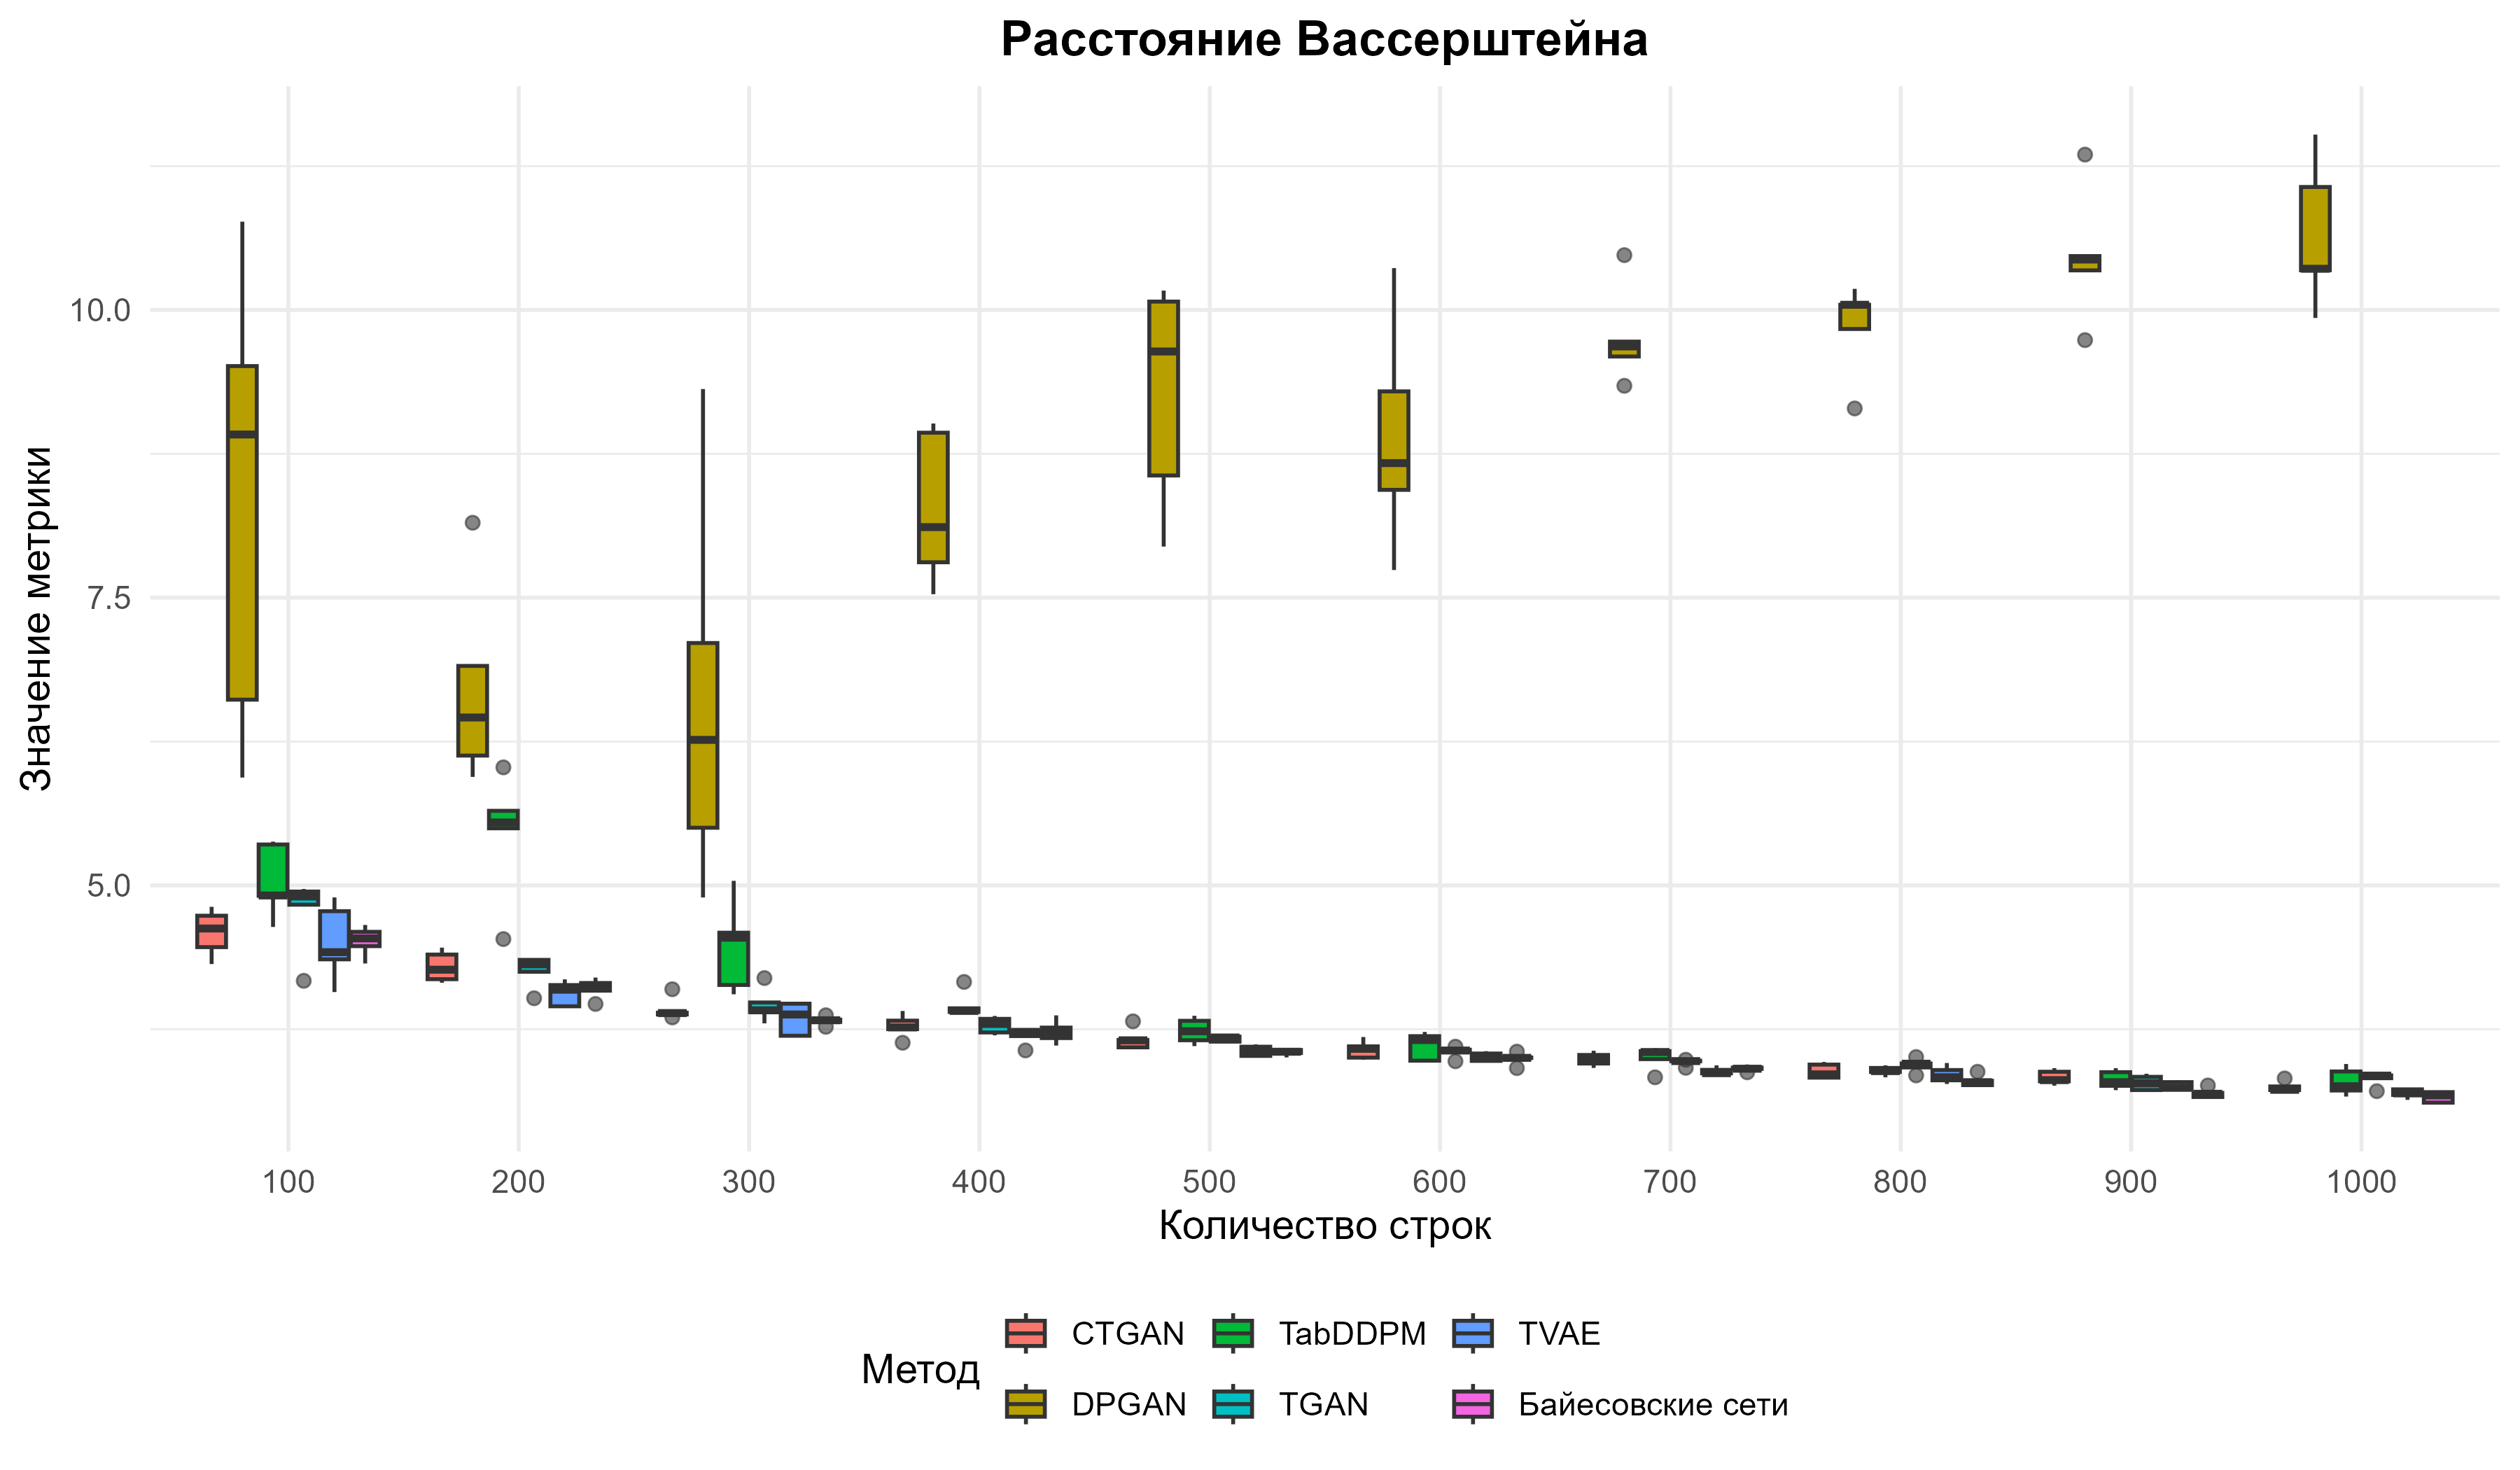 Расстояние Вассерштейна
Значение метрики
10.0
7.5
5.0
100 200 300 400 500 600 700 800 900 1000
Количество строк
Метод
CTGAN TabDDPM TVAE
DPGAN TGAN Байесовские сети